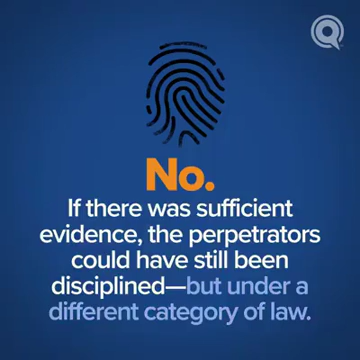 No.
If there was sufficient
evidence, the perpetrators
could have still been
disciplined—but under a
different category of law.